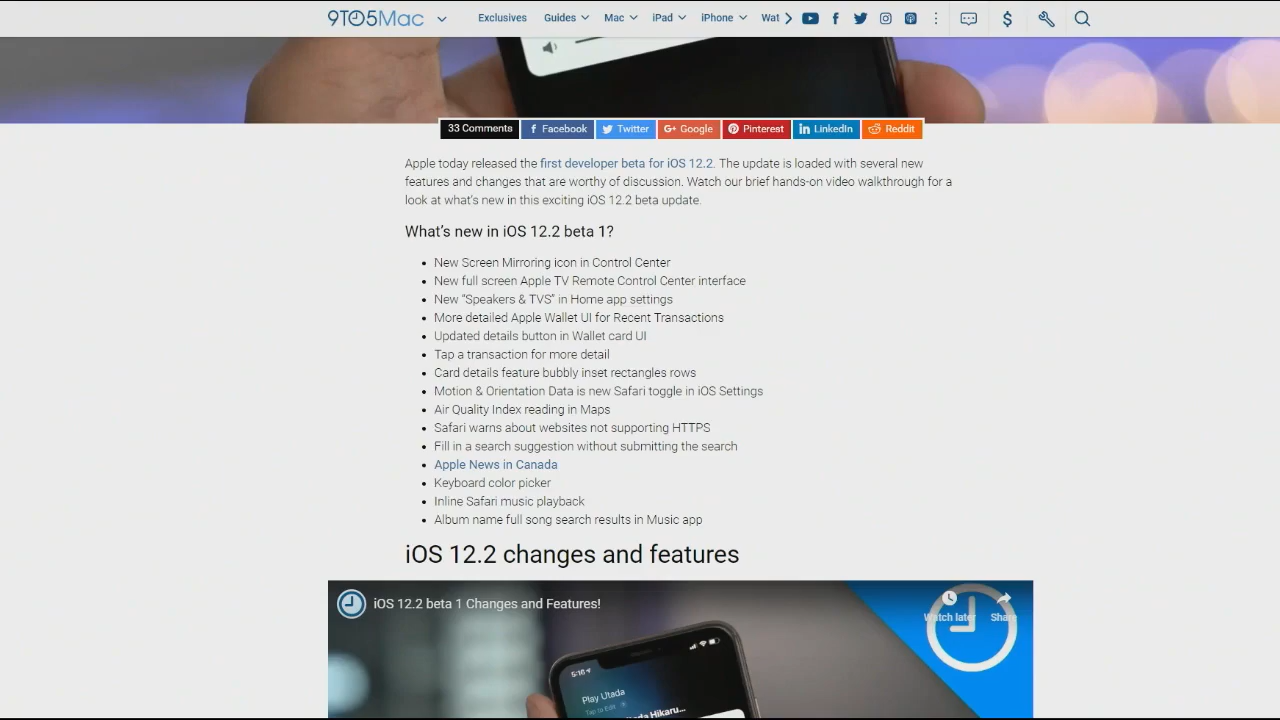 9TO5Mac Exclusives Guides Mac iPad iPhone Wat
33 Comments Facebook Twitter G+ Google Pinterest LinkedIn Reddit
Apple today released the first developer beta for iOS 12.2. The update is loaded with several new
features and changes that are worthy of discussion. Watch our brief hands-on video walkthrough for a
look at what's new in this exciting iOS 12.2 beta update.
What's new in iOS 12.2 beta 1?
New Screen Mirroring icon in Control Center
New full screen Apple TV Remote Control Center interface
New "Speakers & TVS" in Home app settings
More detailed Apple Wallet UI for Recent Transactions
Updated details button in Wallet card UI
Tap a transaction for more detail
Card details feature bubbly inset rectangles rows
Motion & Orientation Data is new Safari toggle in iOS Settings
Air Quality Index reading in Maps
Safari warns about websites not supporting HTTPS
Fill in a search suggestion without submitting the search
Apple News in Canada
Keyboard color picker
Inline Safari music playback
Album name full song search results in Music app
iOS 12.2 changes and features
iOS 12.2 beta 1 Changes and Features!
Watch later Share
5:16
Play Utada
Tap to Edit
Hikaru...